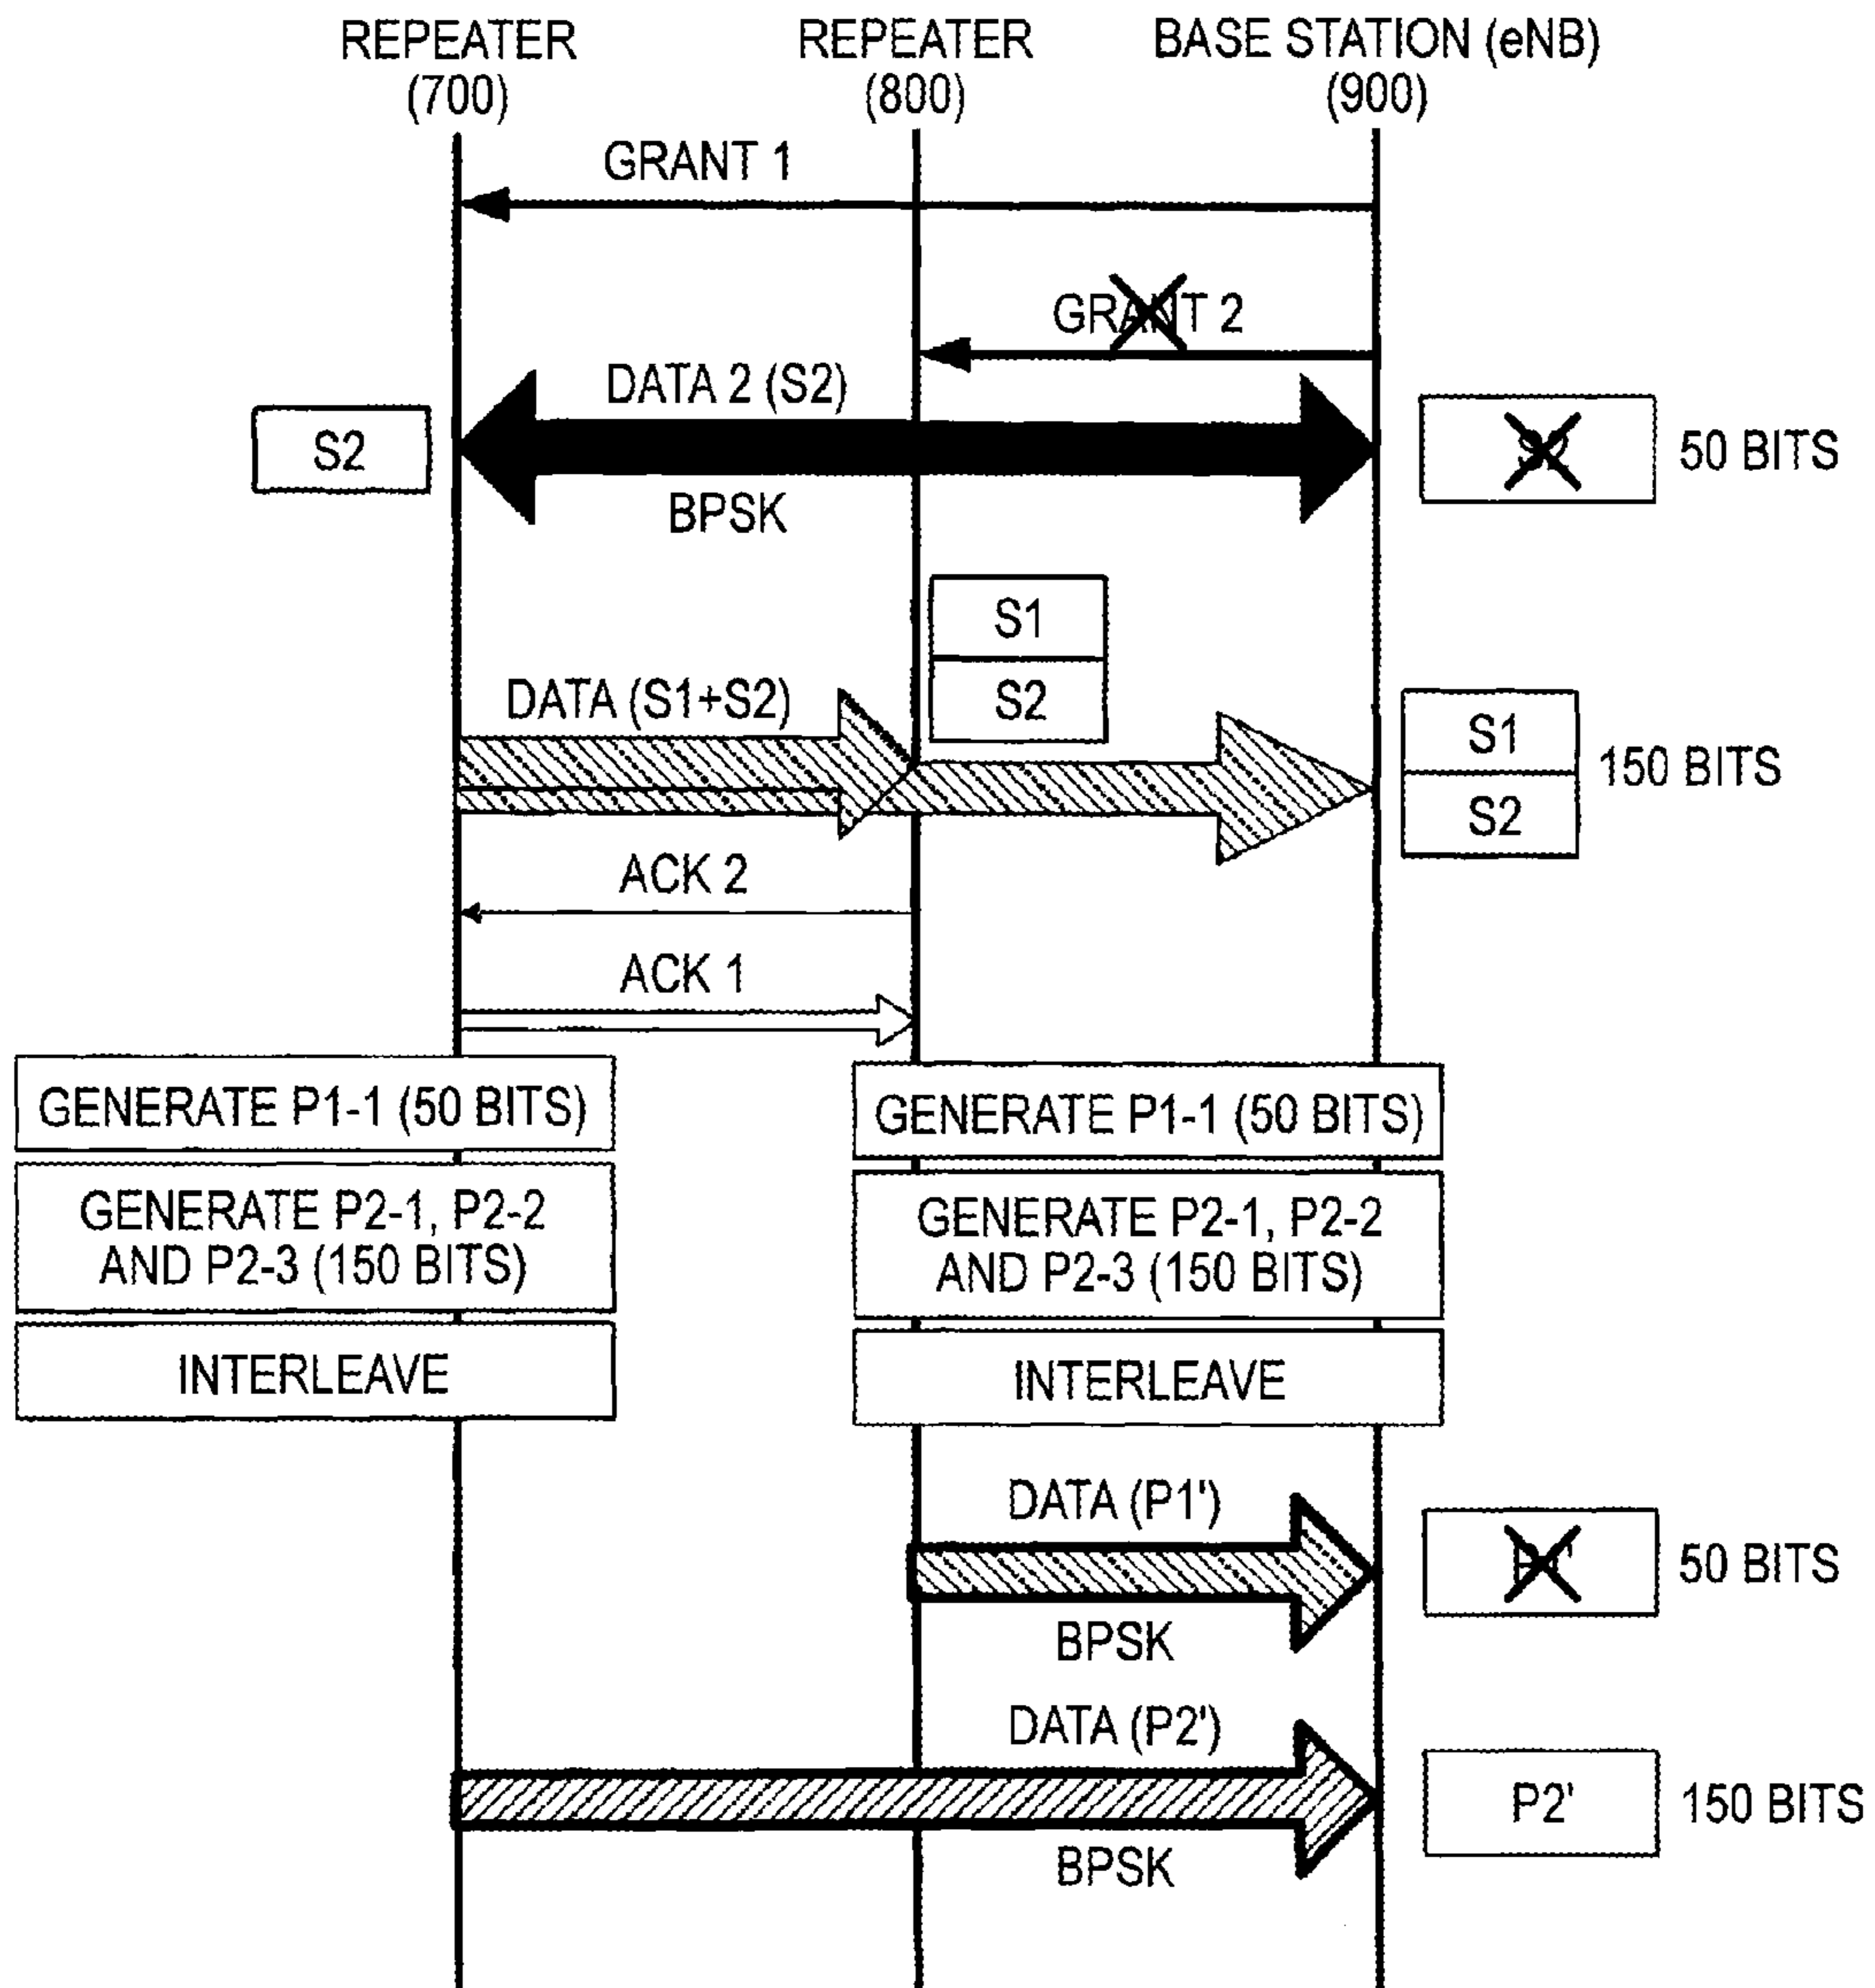 REPEATER
(700)
REPEATER
(800)
BASE STATION (eNB)
(900)
GRANT 1
GRANT 2
DATA 2 (S2)
S2
50 BITS
BPSK
S1
S2
DATA (S1+S2)
S1
S2
150 BITS
ACK 2
ACK 1
GENERATE P1-1 (50 BITS)
GENERATE P1-1 (50 BITS)
GENERATE P2-1, P2-2
AND P2-3 (150 BITS)
GENERATE P2-1, P2-2
AND P2-3 (150 BITS)
INTERLEAVE
INTERLEAVE
DATA (P1')
50 BITS
BPSK
DATA (P2')
P2'
150 BITS
BPSK